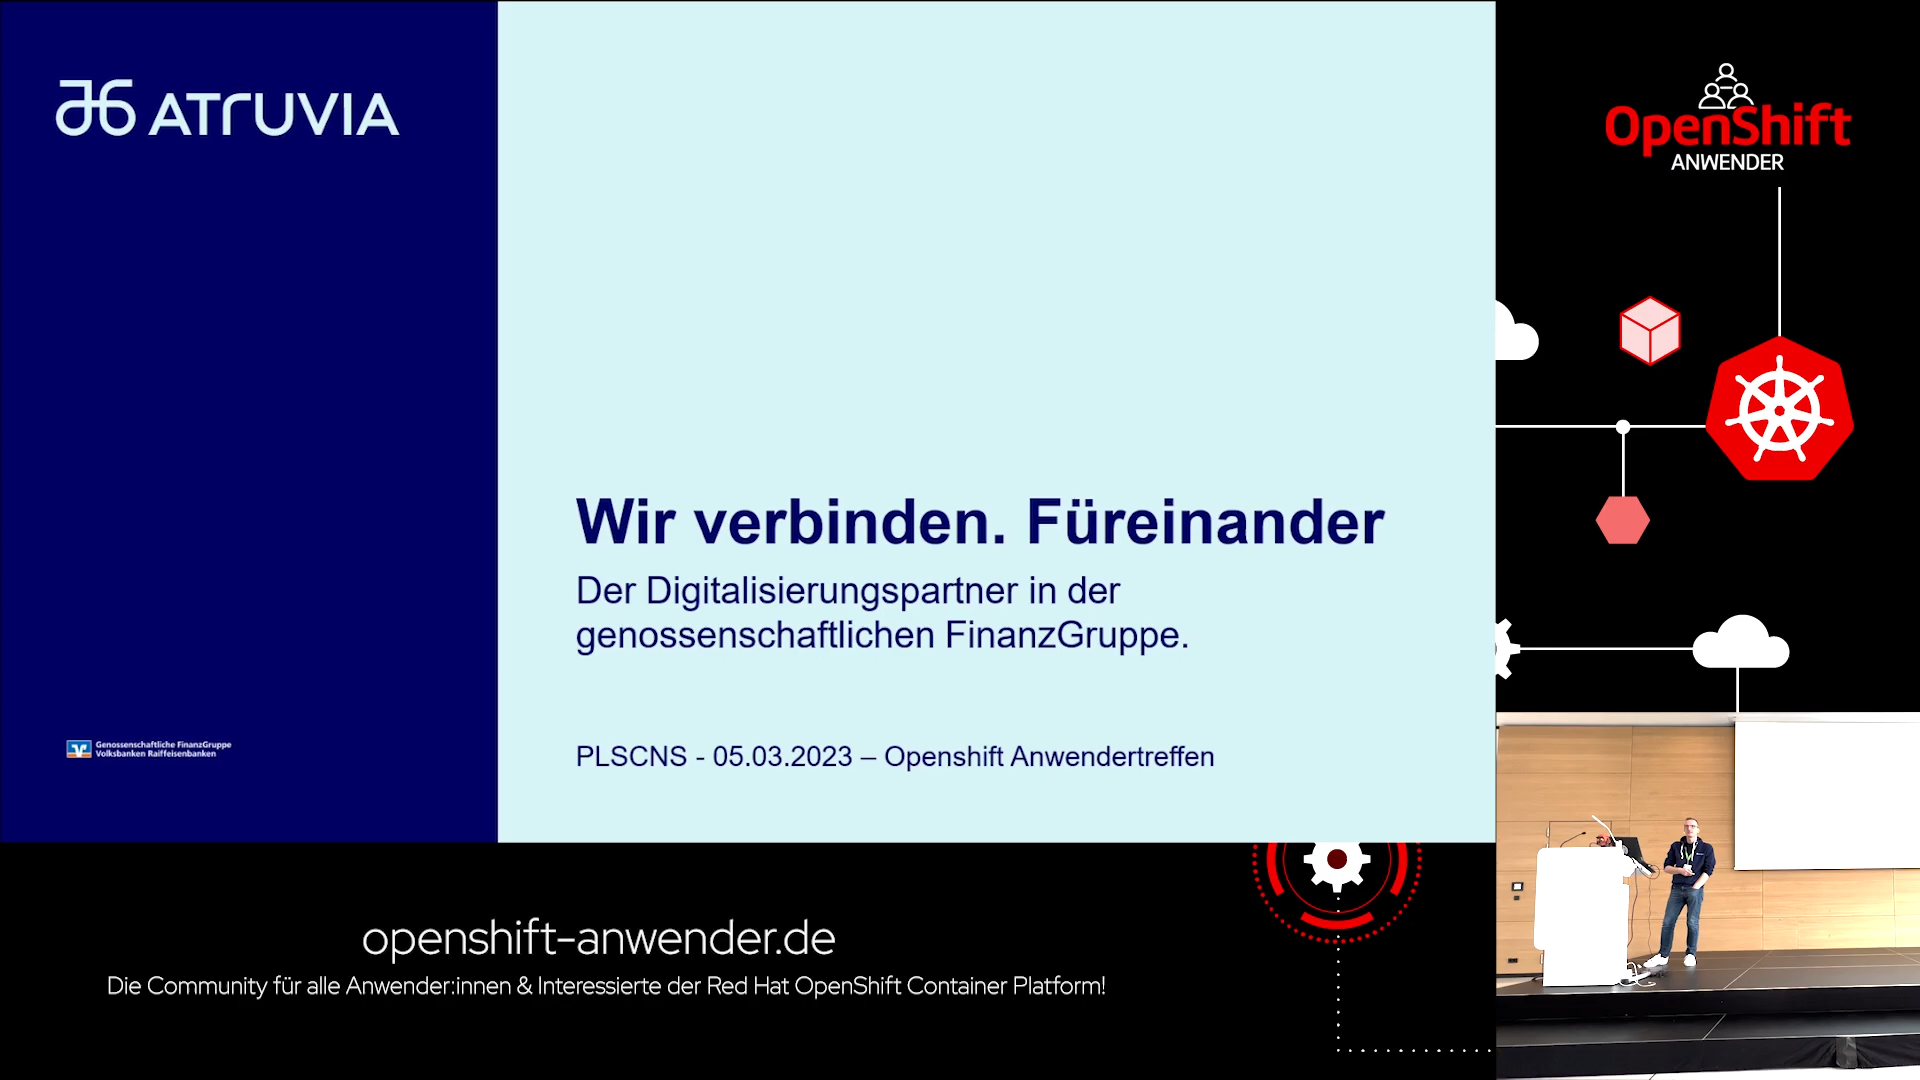 ATRUVIA
Wir verbinden. Füreinander
Der Digitalisierungspartner in der
genossenschaftlichen FinanzGruppe.
PLSCNS - 05.03.2023 – Openshift Anwendertreffen
Genossenschaftliche FinanzGruppe
Volksbanken Raiffeisenbanken
OpenShift
ANWENDER
openshift-anwender.de
Die Community für alle Anwender:innen & Interessierte der Red Hat OpenShift Container Platform!